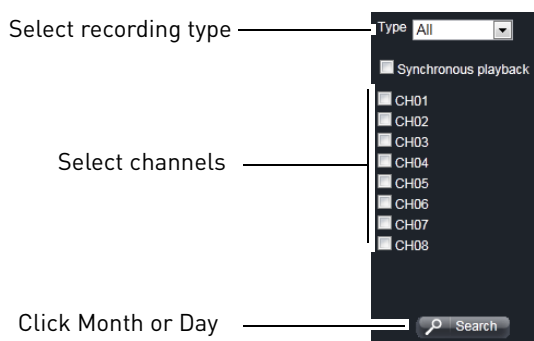 Select recording type
Type All
Synchronous playback
CH01
CH02
CH03
Select channels
CH04
CH05
CH06
CH07
CH08
Click Month or Day
Search